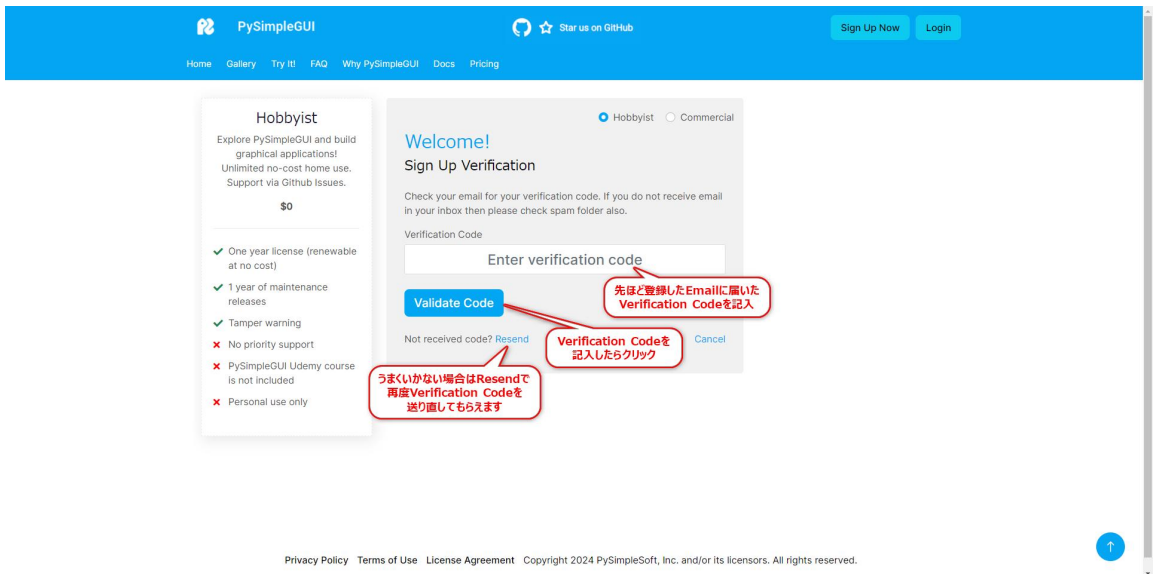 PySimpleGUI
Star us on GitHub
Sign Up Now
Login
Home Gallery Try It! FAQ Why PySimpleGUI Docs Pricing
Hobbyist
Explore PySimpleGUI and build
graphical applications!
Unlimited no-cost home use.
Support via Github Issues.
$0
One year license (renewable
at no cost)
1 year of maintenance
releases
Tamper warning
No priority support
PySimpleGUI Udemy course
is not included
Personal use only
Hobbyist Commercial
Welcome!
Sign Up Verification
Check your email for your verification code. If you do not receive email
in your inbox then please check spam folder also.
Verification Code
Enter verification code
先ほど登録したEmailに届いた
Verification Codeを記入
Validate Code
Verification Codeを
記入したらクリック
Not received code? Resend
Cancel
うまくいかない場合はResendで
再度Verification Codeを
送り直してもらえます
Privacy Policy Terms of Use License Agreement Copyright 2024 PySimpleSoft, Inc. and/or its licensors. All rights reserved.